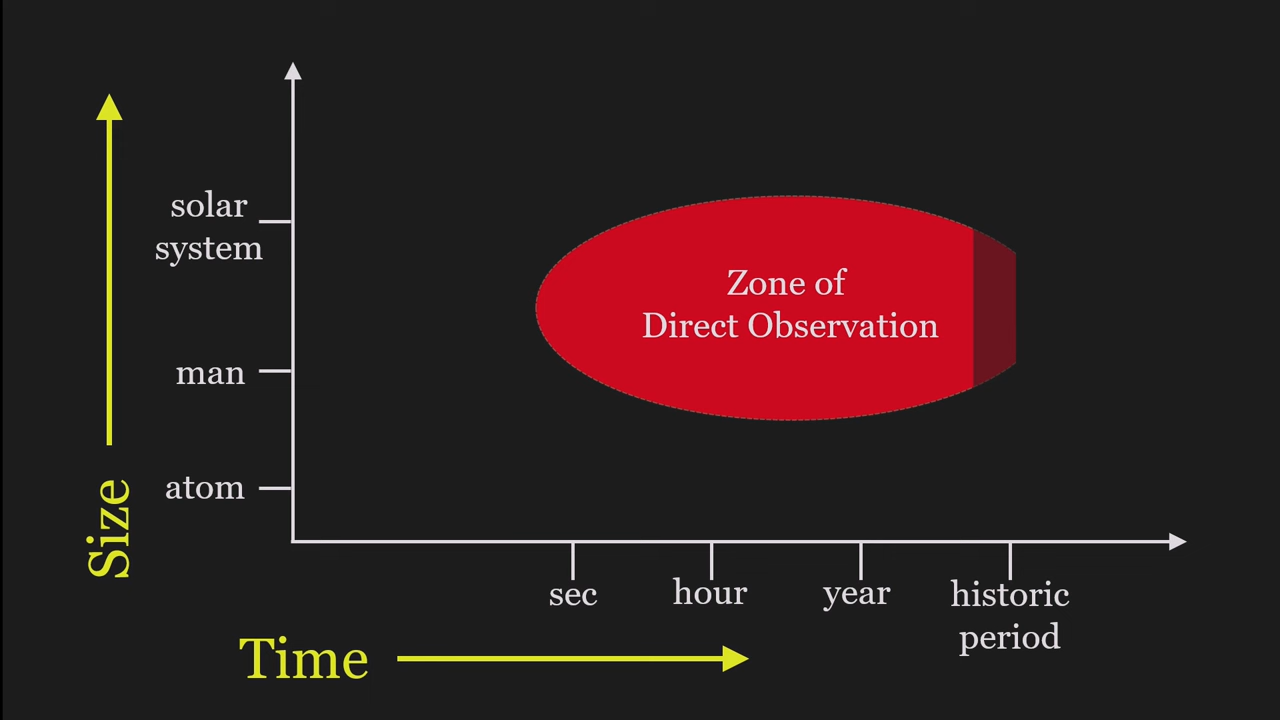 solar
system
man
atom
Size
Zone of
Direct Observation
sec
hour
year
historic
period
Time